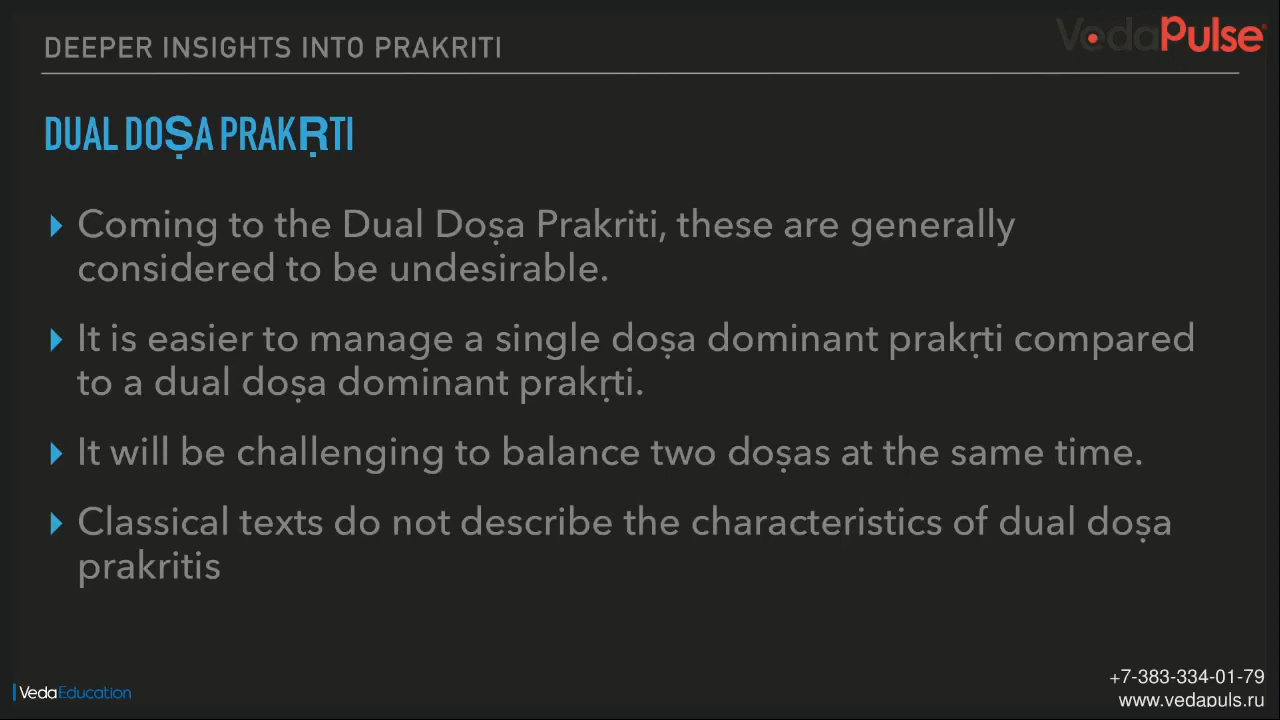 DEEPER INSIGHTS INTO PRAKRITI
VedaPulse®
DUAL DOṢA PRAKṚTI
Coming to the Dual Doṣa Prakriti, these are generally
considered to be undesirable.
It is easier to manage a single doṣa dominant prakṛti compared
to a dual doṣa dominant prakṛti.
It will be challenging to balance two doṣas at the same time.
Classical texts do not describe the characteristics of dual doṣa
prakritis
VedaEducation
+7-383-334-01-79
www.vedapuls.ru